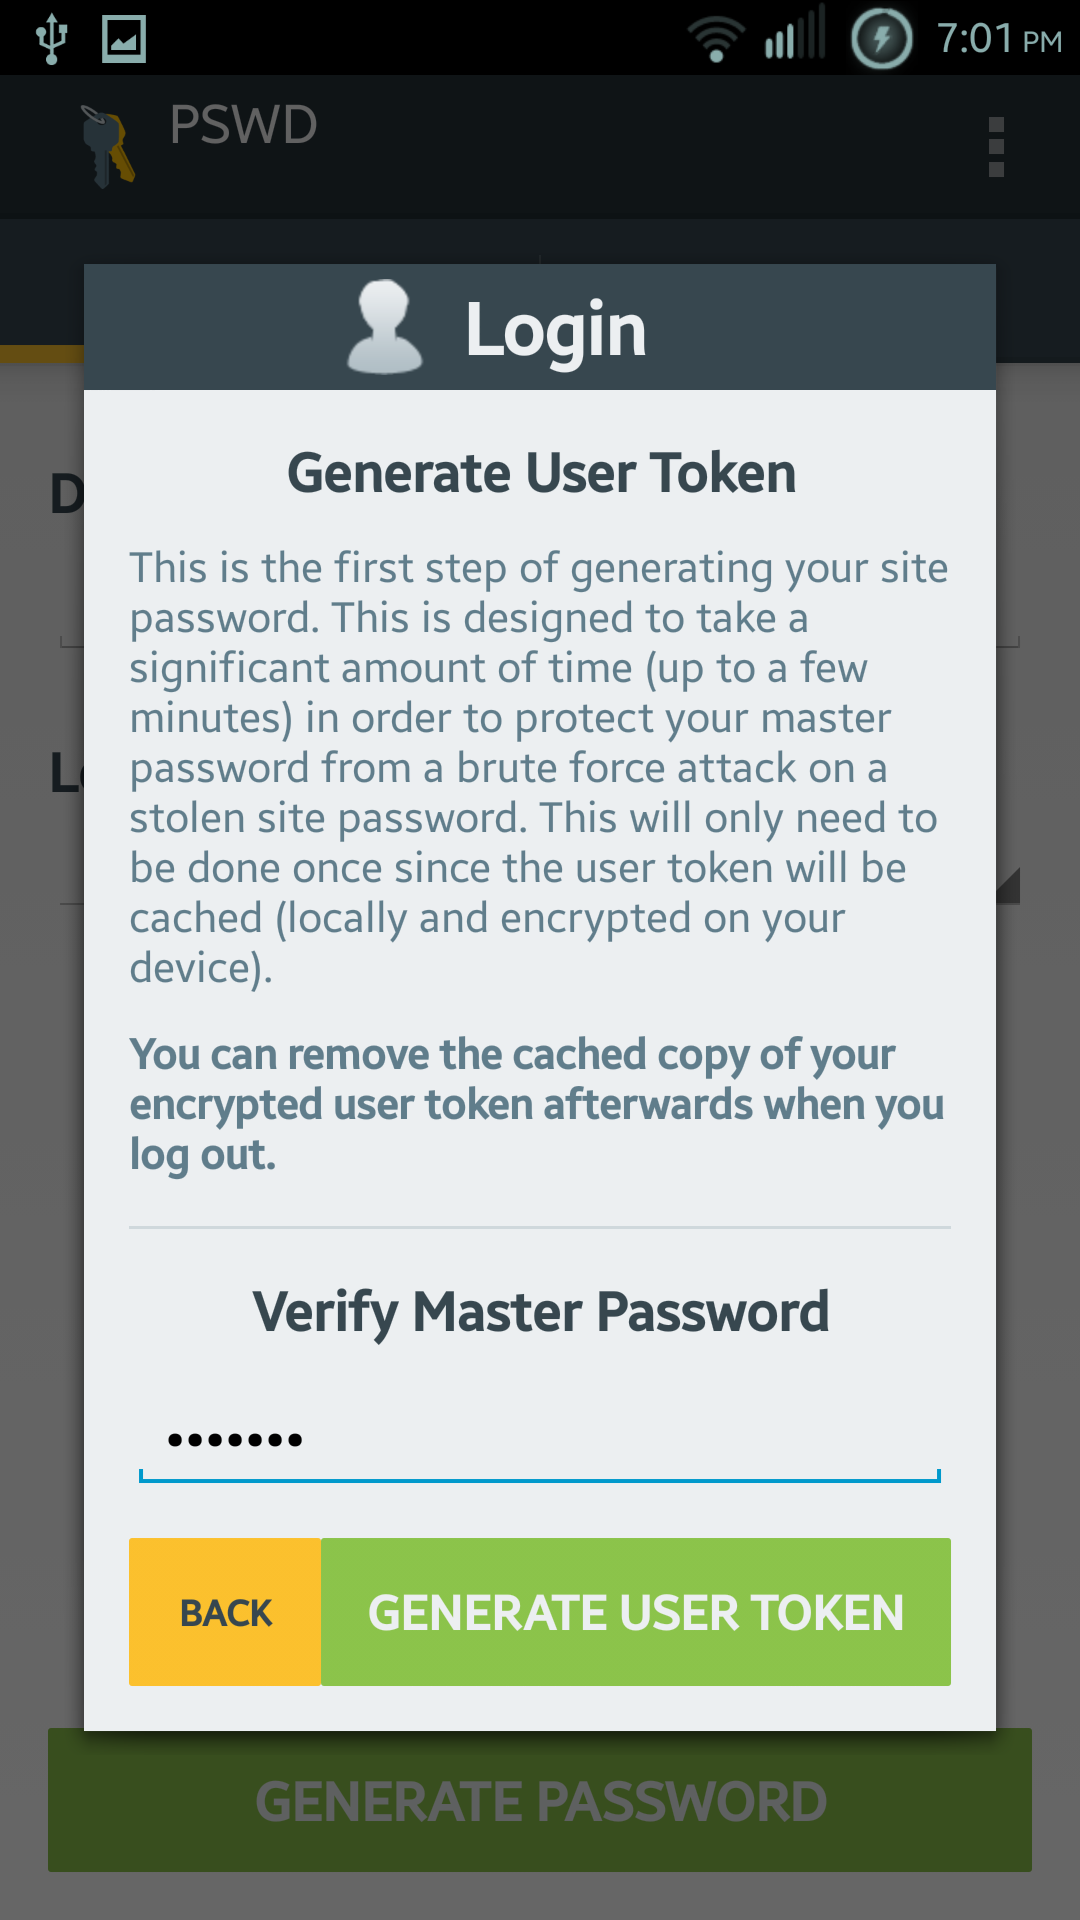 7:01 PM
PSWD
Login
Generate User Token
This is the first step of generating your site
password. This is designed to take a
significant amount of time (up to a few
minutes) in order to protect your master
password from a brute force attack on a
stolen site password. This will only need to
be done once since the user token will be
cached (locally and encrypted on your
device).
You can remove the cached copy of your
encrypted user token afterwards when you
log out.
Verify Master Password
•••••••
BACK
GENERATE USER TOKEN
GENERATE PASSWORD